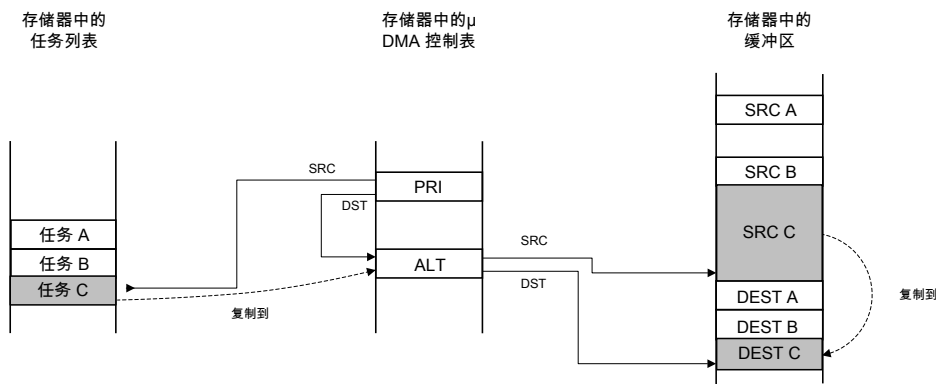 存储器中的
任务列表
存储器中的μ
DMA 控制表
存储器中的
缓冲区
SRC A
SRC B
SRC C
DEST A
DEST B
DEST C
SRC
PRI
DST
任务 A
任务 B
任务 C
ALT
SRC
DST
复制到
复制到